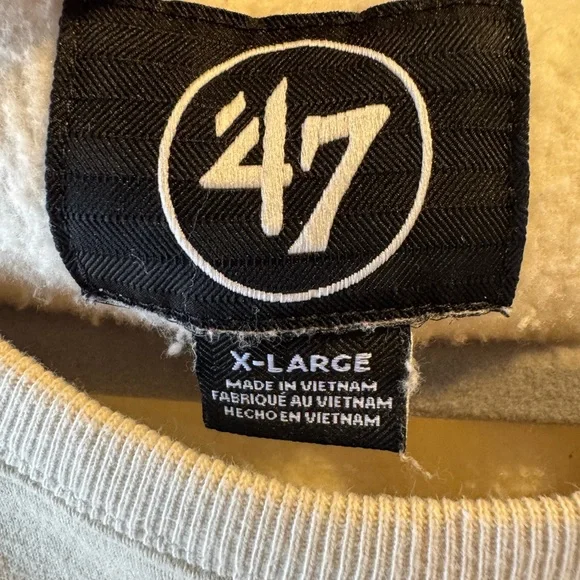 '47
X-LARGE
MADE IN VIETNAM
FABRIQUÉ AU VIETNAM
HECHO EN VIETNAM